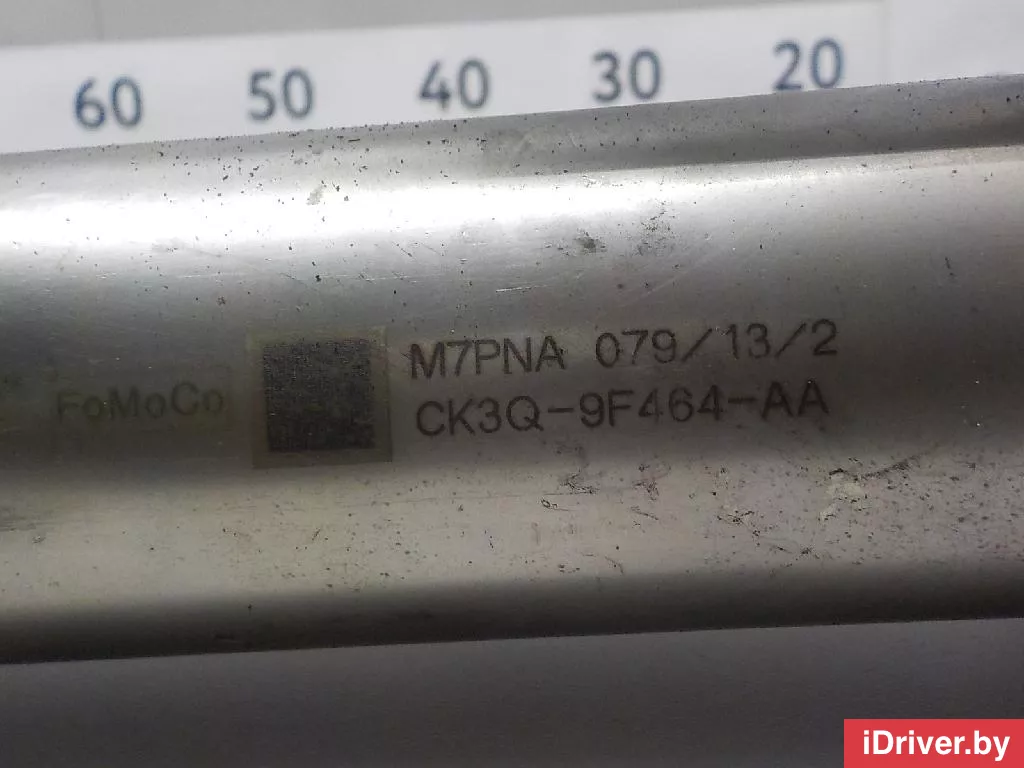 60 50 40 30 20
M7PNA 079/13/2
FoMoCo
CK3Q-9F464-AA
iDriver.by